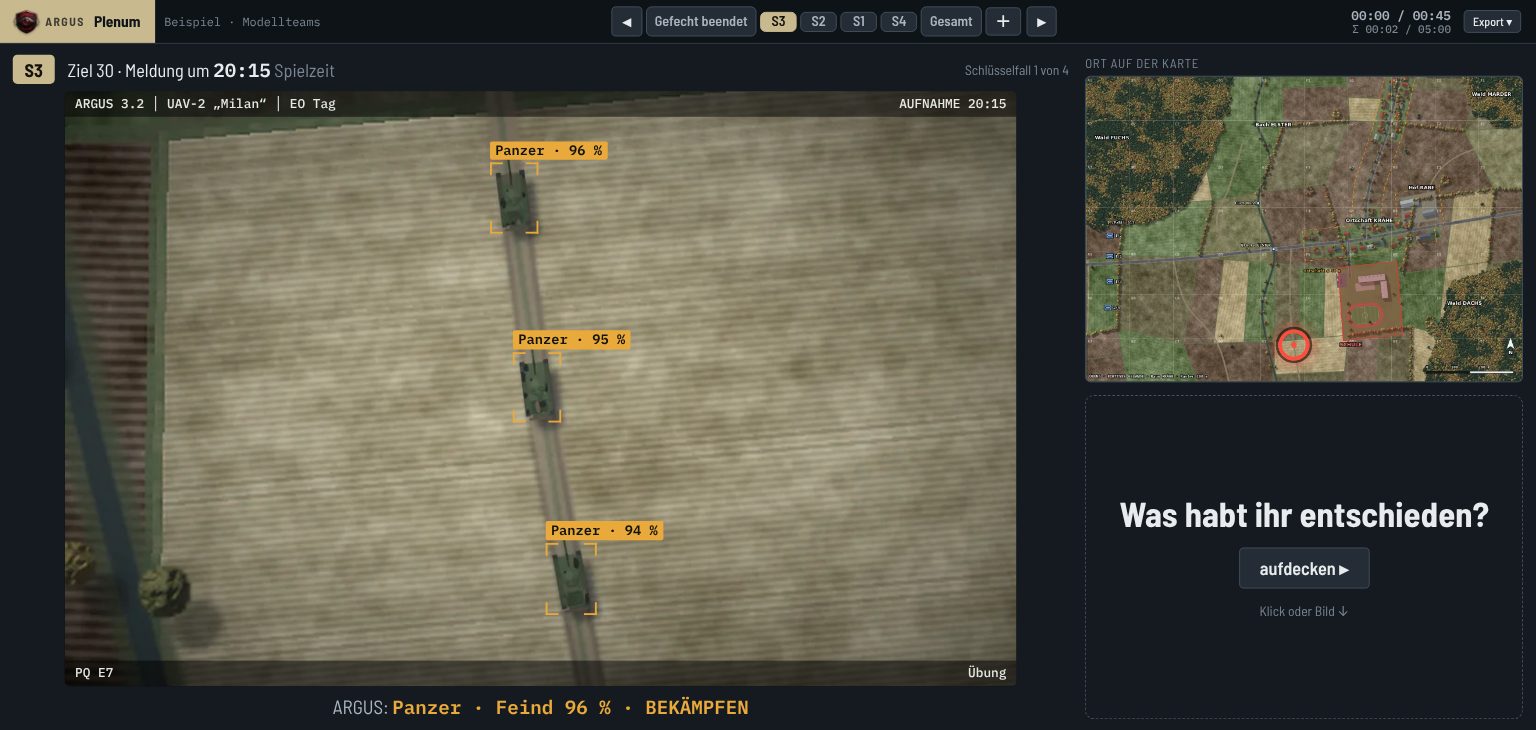 ARGUS Plenum
Beispiel · Modellteams
◀ Gefecht beendet S3 S2 S1 S4 Gesamt + ▶
00:00 / 00:45
Σ 00:02 / 05:00
Export ▾
S3 Ziel 30 · Meldung um 20:15 Spielzeit
Schlüsselfall 1 von 4
ARGUS 3.2 │ UAV-2 „Milan“ │ EO Tag
AUFNAHME 20:15
Panzer · 96 %
Panzer · 95 %
Panzer · 94 %
PQ E7
Übung
ARGUS: Panzer · Feind 96 % · BEKÄMPFEN
ORT AUF DER KARTE
Wald MARDER
Bach ELSTER
Wald FUCHS
Hof RABE
Ortschaft KRÄHE
Wald DACHS
SCHULE
N
Was habt ihr entschieden?
aufdecken ▶
Klick oder Bild ↓